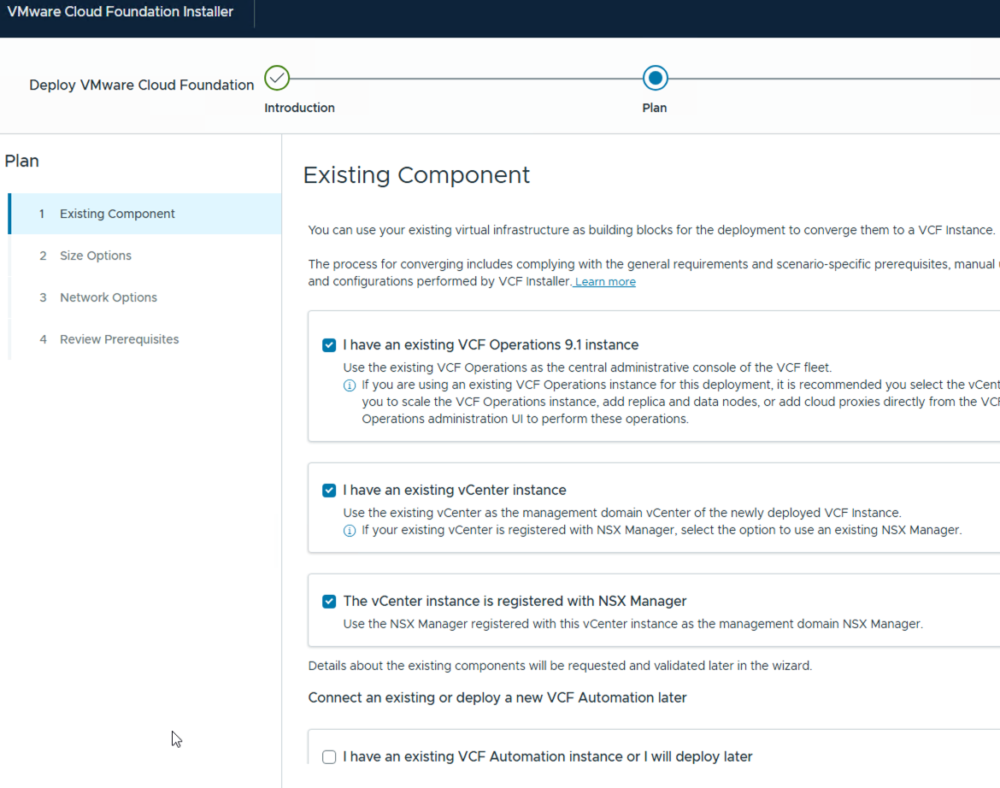 VMware Cloud Foundation Installer
Deploy VMware Cloud Foundation
Introduction
Plan
Plan
1 Existing Component
2 Size Options
3 Network Options
4 Review Prerequisites
Existing Component
You can use your existing virtual infrastructure as building blocks for the deployment to converge them to a VCF Instance.
The process for converging includes complying with the general requirements and scenario-specific prerequisites, manual
and configurations performed by VCF Installer. Learn more
I have an existing VCF Operations 9.1 instance
Use the existing VCF Operations as the central administrative console of the VCF fleet.
If you are using an existing VCF Operations instance for this deployment, it is recommended you select the vCent
you to scale the VCF Operations instance, add replica and data nodes, or add cloud proxies directly from the VCF
Operations administration UI to perform these operations.
I have an existing vCenter instance
Use the existing vCenter as the management domain vCenter of the newly deployed VCF Instance.
If your existing vCenter is registered with NSX Manager, select the option to use an existing NSX Manager.
The vCenter instance is registered with NSX Manager
Use the NSX Manager registered with this vCenter instance as the management domain NSX Manager.
Details about the existing components will be requested and validated later in the wizard.
Connect an existing or deploy a new VCF Automation later
I have an existing VCF Automation instance or I will deploy later